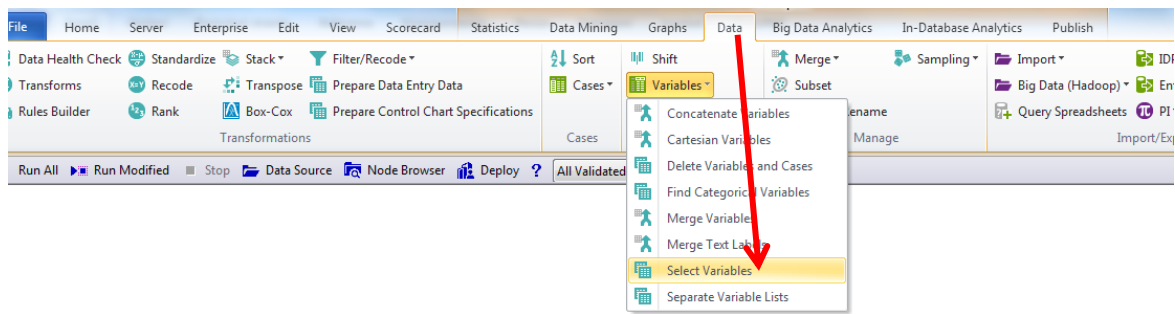 File Home Server Enterprise Edit View Scorecard Statistics Data Mining Graphs Data Big Data Analytics In-Database Analytics Publish
Data Health Check Standardize Stack Filter/Recode Sort Shift Merge Sampling Import
Transforms Recode Transpose Prepare Data Entry Data Cases Variables Subset Big Data (Hadoop)
Rules Builder Rank Box-Cox Prepare Control Chart Specifications Query Spreadsheets PI
Transformations Cases Manage
Run All Run Modified Stop Data Source Node Browser Deploy ? All Validated
Concatenate Variables
Cartesian Variables
Delete Variables and Cases
Find Categorical Variables
Merge Variables
Merge Text Labels
Select Variables
Separate Variable Lists